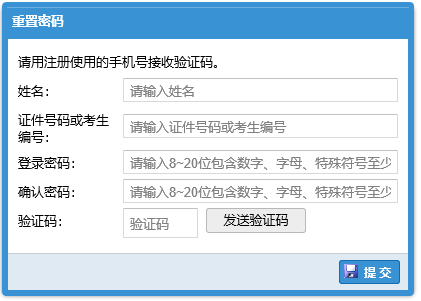 重置密码
请用注册使用的手机号接收验证码。
姓名： 请输入姓名
证件号码或考生
编号： 请输入证件号码或考生编号
登录密码： 请输入8~20位包含数字、字母、特殊符号至少
确认密码： 请输入8~20位包含数字、字母、特殊符号至少
验证码： 验证码 发送验证码
提交